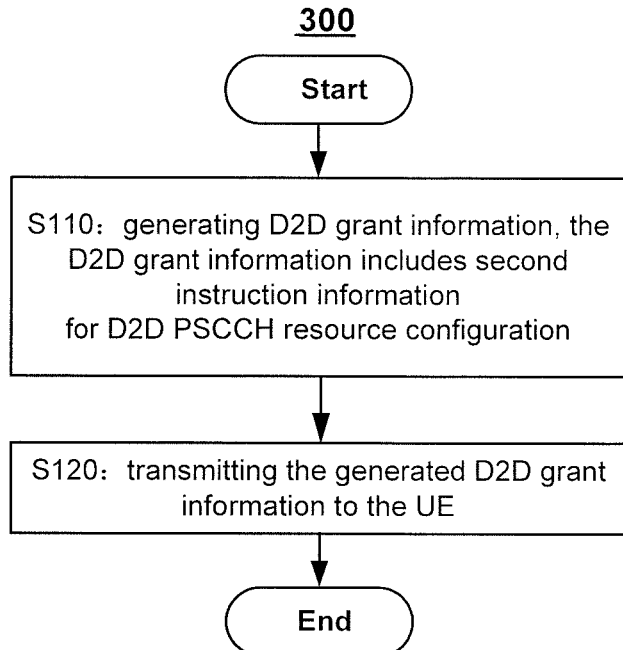 300
Start
S110： generating D2D grant information, the
D2D grant information includes second
instruction information
for D2D PSCCH resource configuration
S120： transmitting the generated D2D grant
information to the UE
End